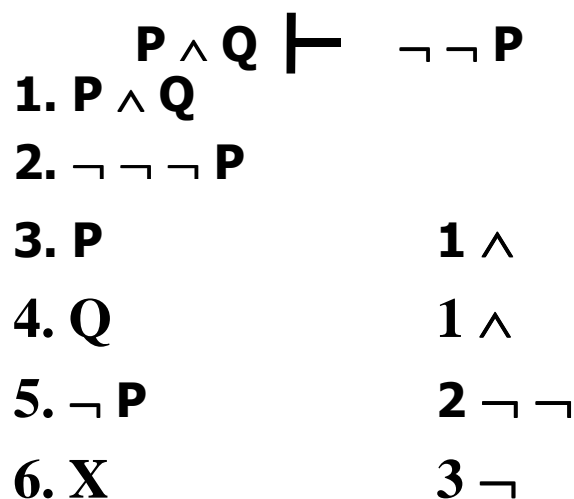 P ∧ Q ⊢ ¬ ¬ P
1. P ∧ Q
2. ¬ ¬ ¬ P
3. P 1 ∧
4. Q 1 ∧
5. ¬ P 2 ¬ ¬
6. X 3 ¬